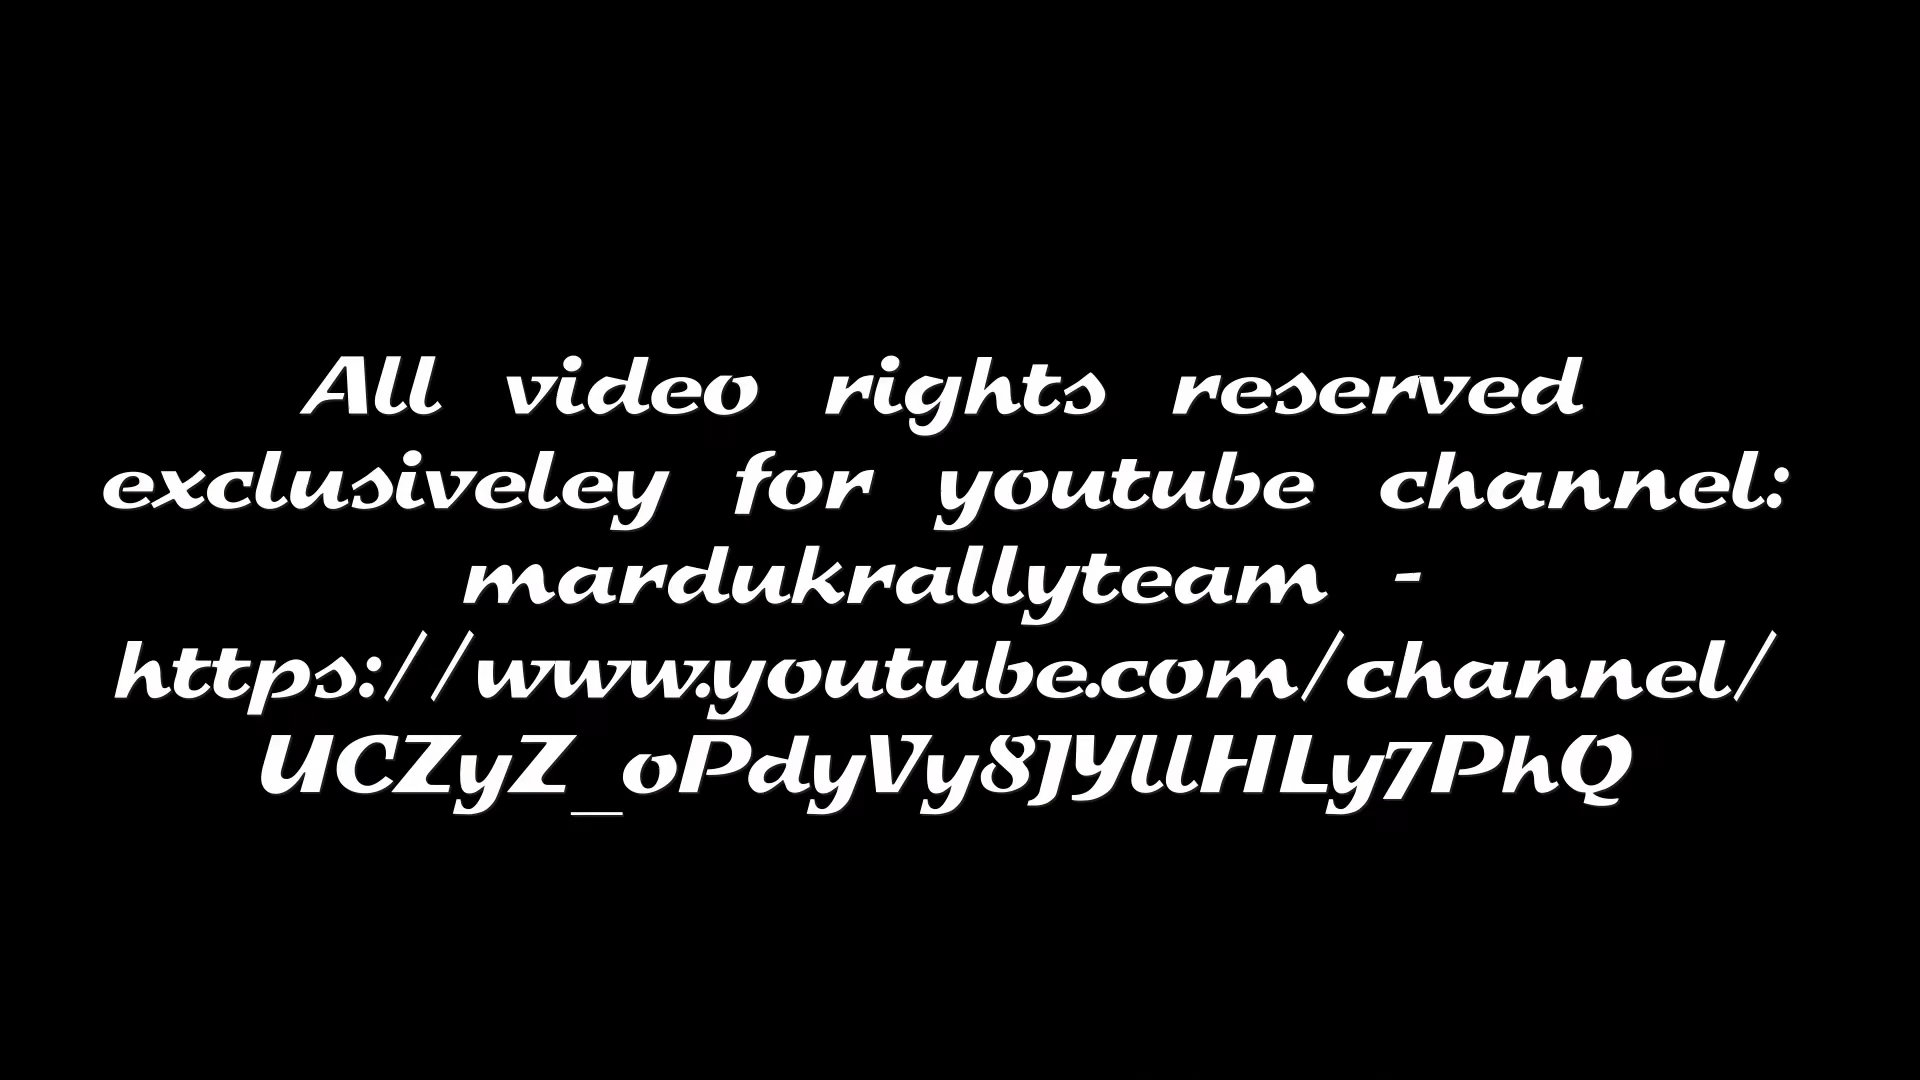 All video rights reserved
exclusiveley for youtube channel:
mardukrallyteam -
https://www.youtube.com/channel/
UCZyZ_oPdyVy8JYllHLy7PhQ